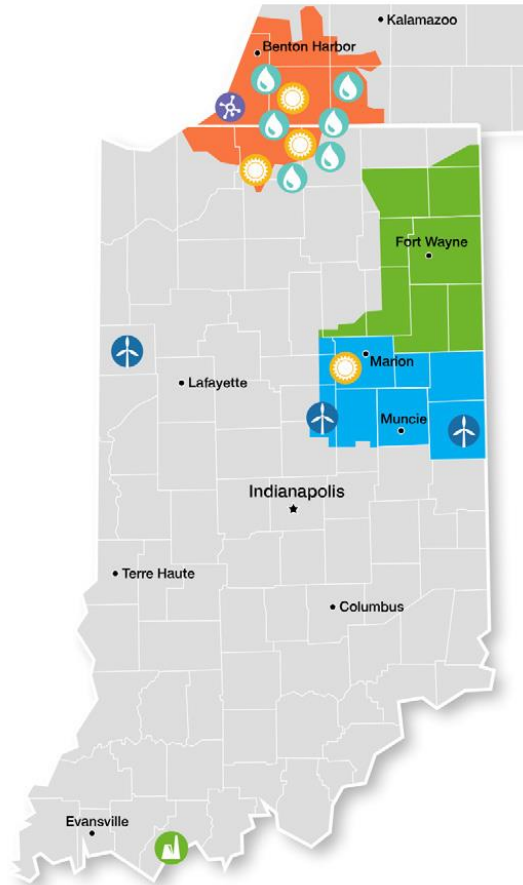 Kalamazoo
Benton Harbor
Fort Wayne
Marion
Lafayette
Muncie
Indianapolis
Terre Haute
Columbus
Evansville